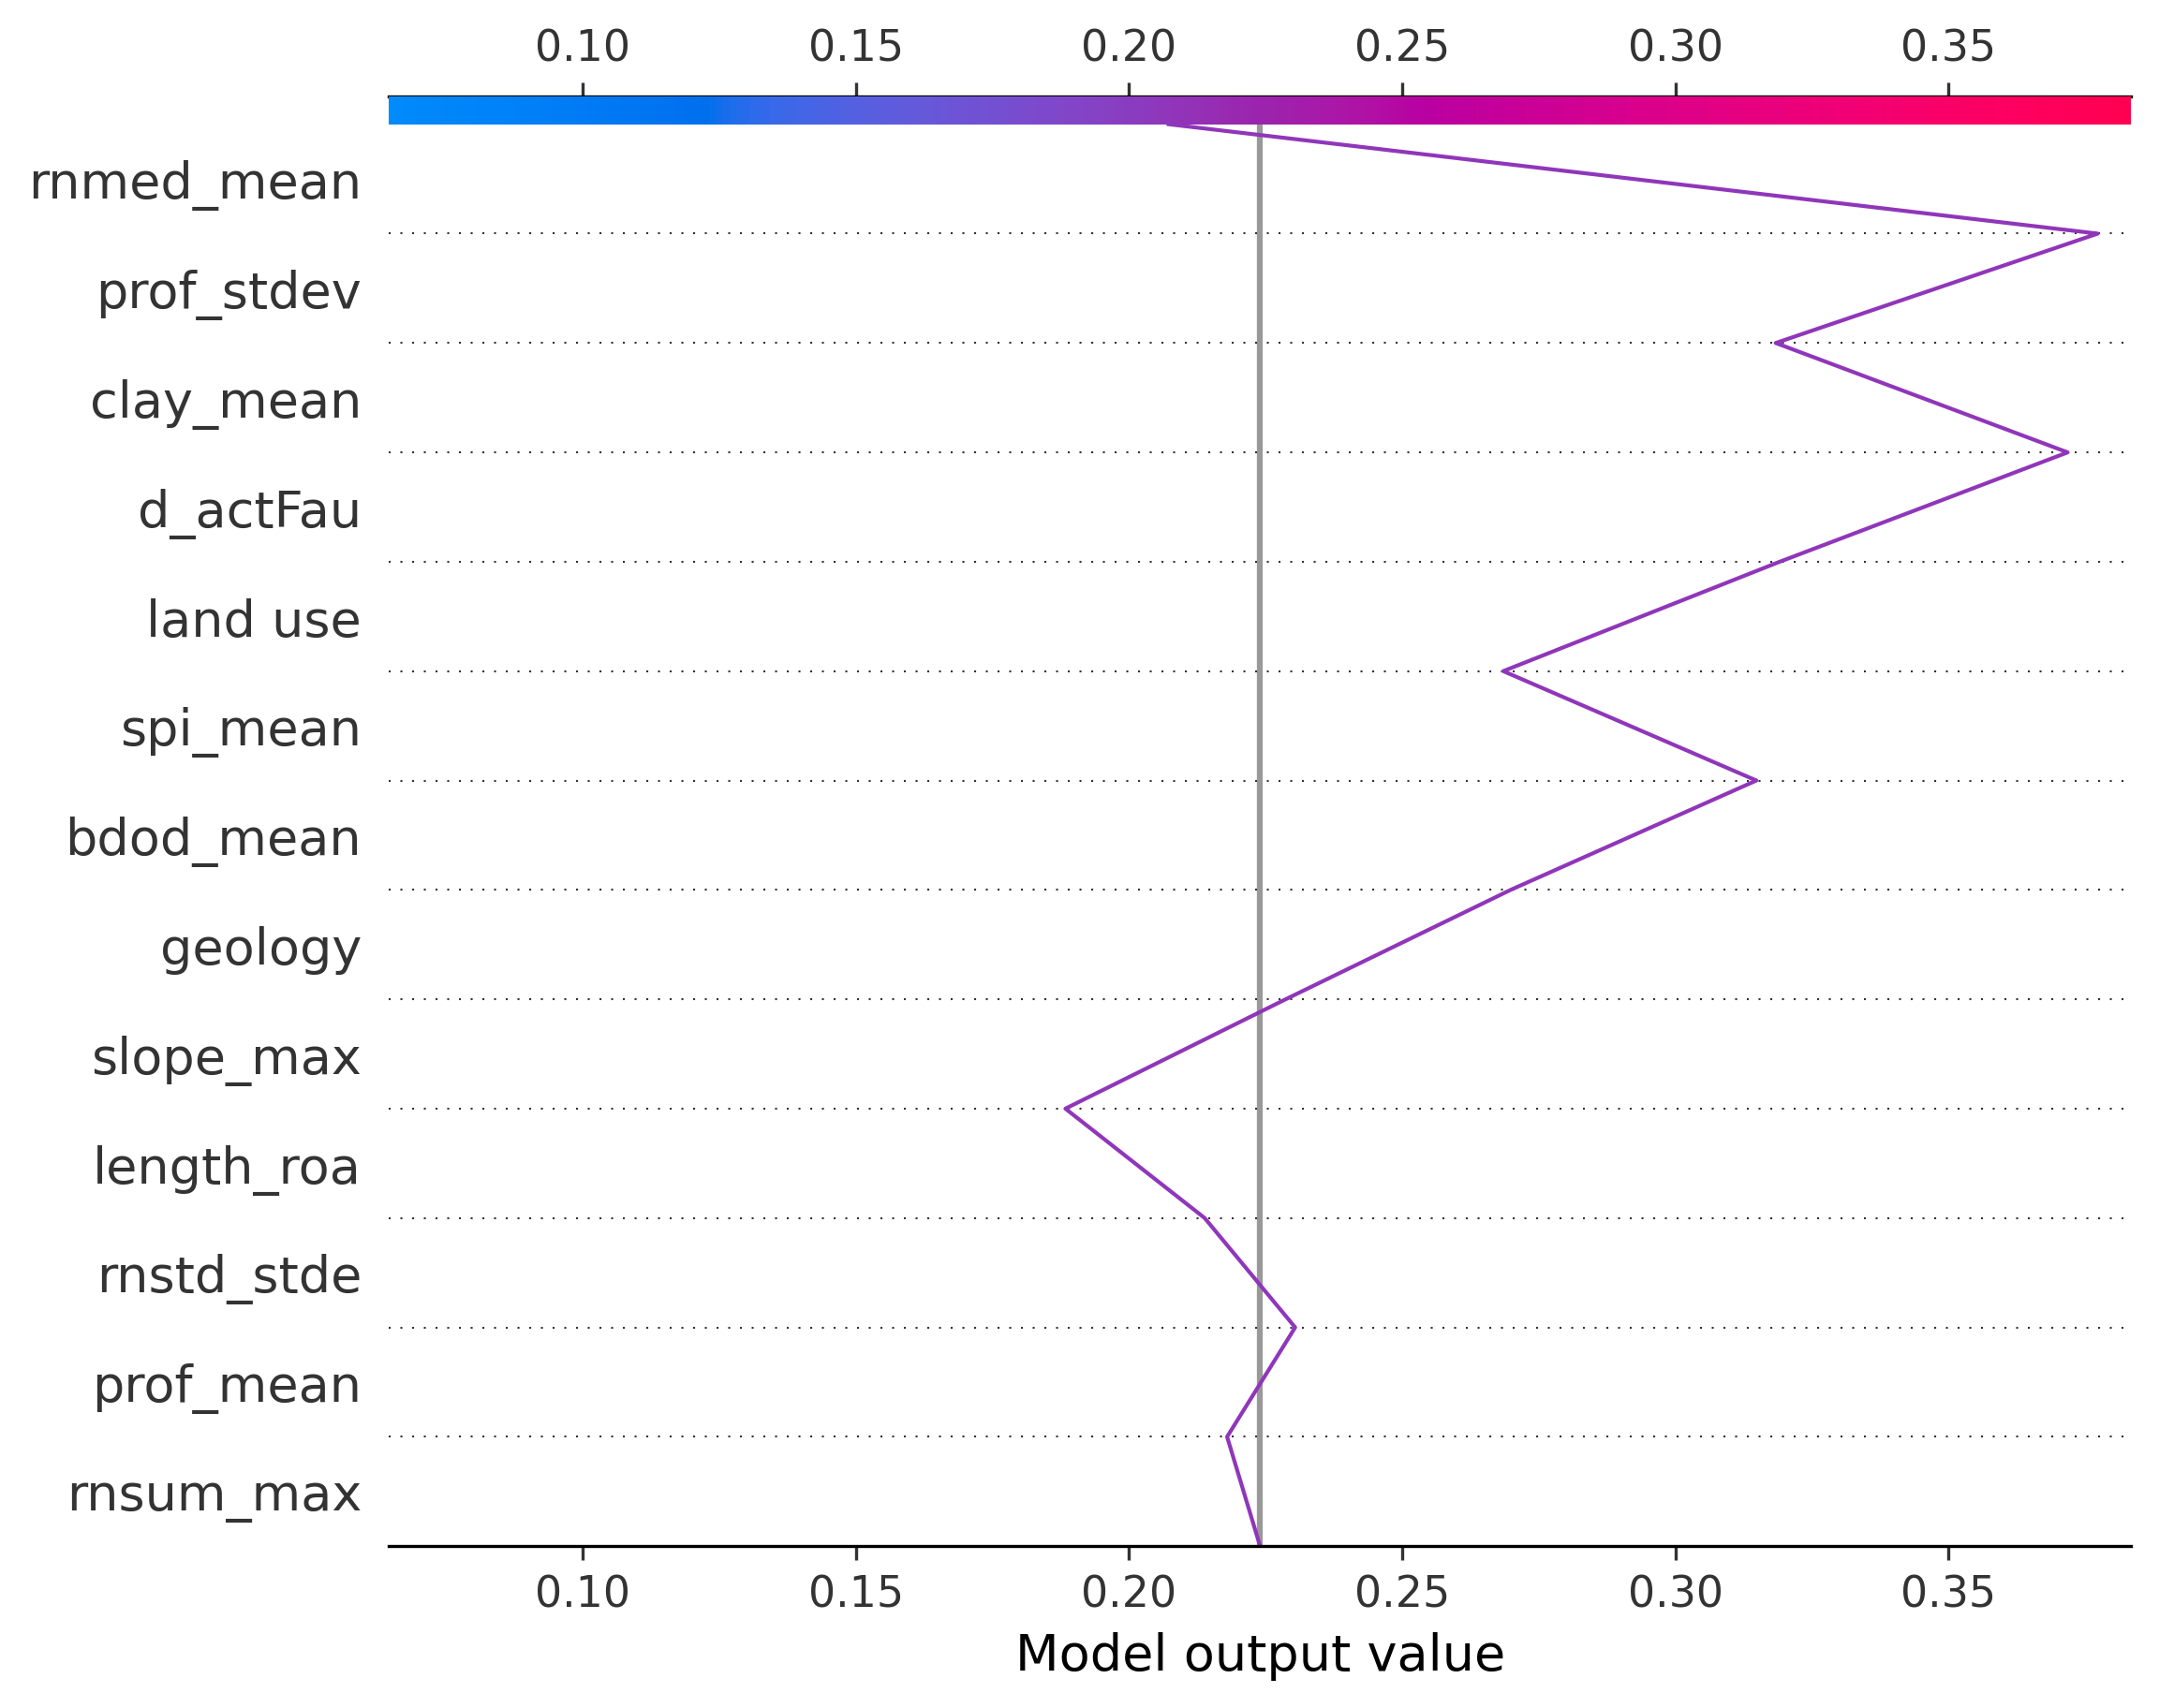 0.10 0.15 0.20 0.25 0.30 0.35
rnmed_mean
prof_stdev
clay_mean
d_actFau
land use
spi_mean
bdod_mean
geology
slope_max
length_roa
rnstd_stde
prof_mean
rnsum_max
0.10 0.15 0.20 0.25 0.30 0.35
Model output value